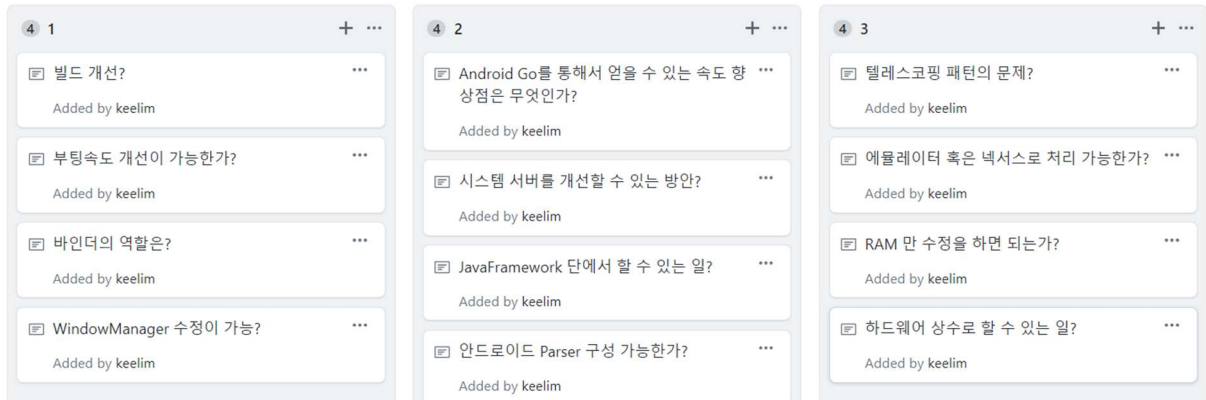 4 1
빌드 개선?
Added by keelim
부팅속도 개선이 가능한가?
Added by keelim
바인더의 역할은?
Added by keelim
WindowManager 수정이 가능?
Added by keelim
4 2
Android Go를 통해서 얻을 수 있는 속도 향
상점은 무엇인가?
Added by keelim
시스템 서버를 개선할 수 있는 방안?
Added by keelim
JavaFramework 단에서 할 수 있는 일?
Added by keelim
안드로이드 Parser 구성 가능한가?
Added by keelim
4 3
텔레스코핑 패턴의 문제?
Added by keelim
에뮬레이터 혹은 넥서스로 처리 가능한가?
Added by keelim
RAM 만 수정을 하면 되는가?
Added by keelim
하드웨어 상수로 할 수 있는 일?
Added by keelim